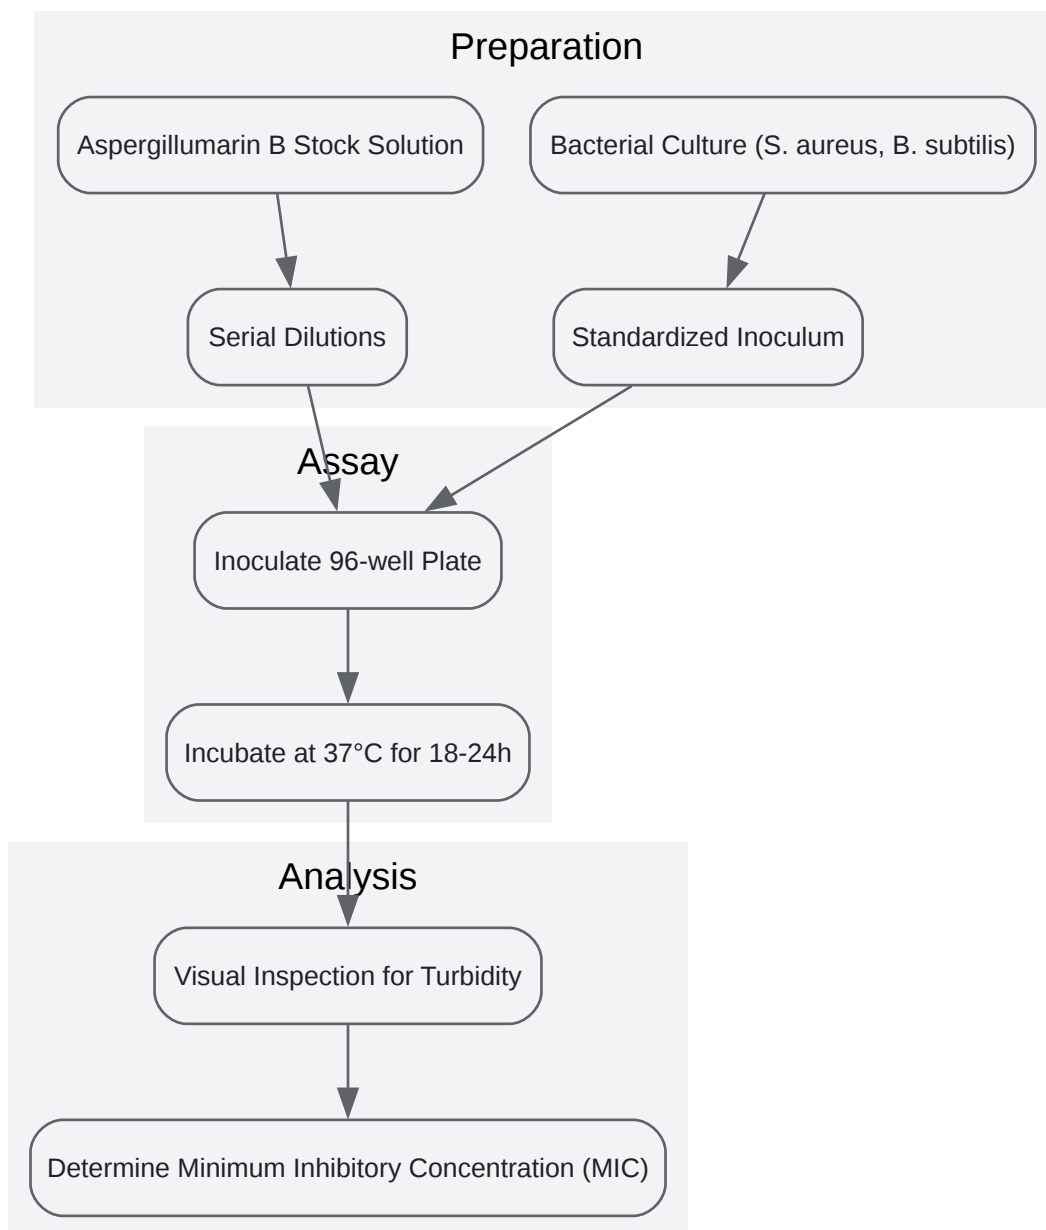 Preparation
Aspergillumarin B Stock Solution
Bacterial Culture (S. aureus, B. subtilis)
Serial Dilutions
Standardized Inoculum
Assay
Inoculate 96-well Plate
Incubate at 37°C for 18-24h
Analysis
Visual Inspection for Turbidity
Determine Minimum Inhibitory Concentration (MIC)